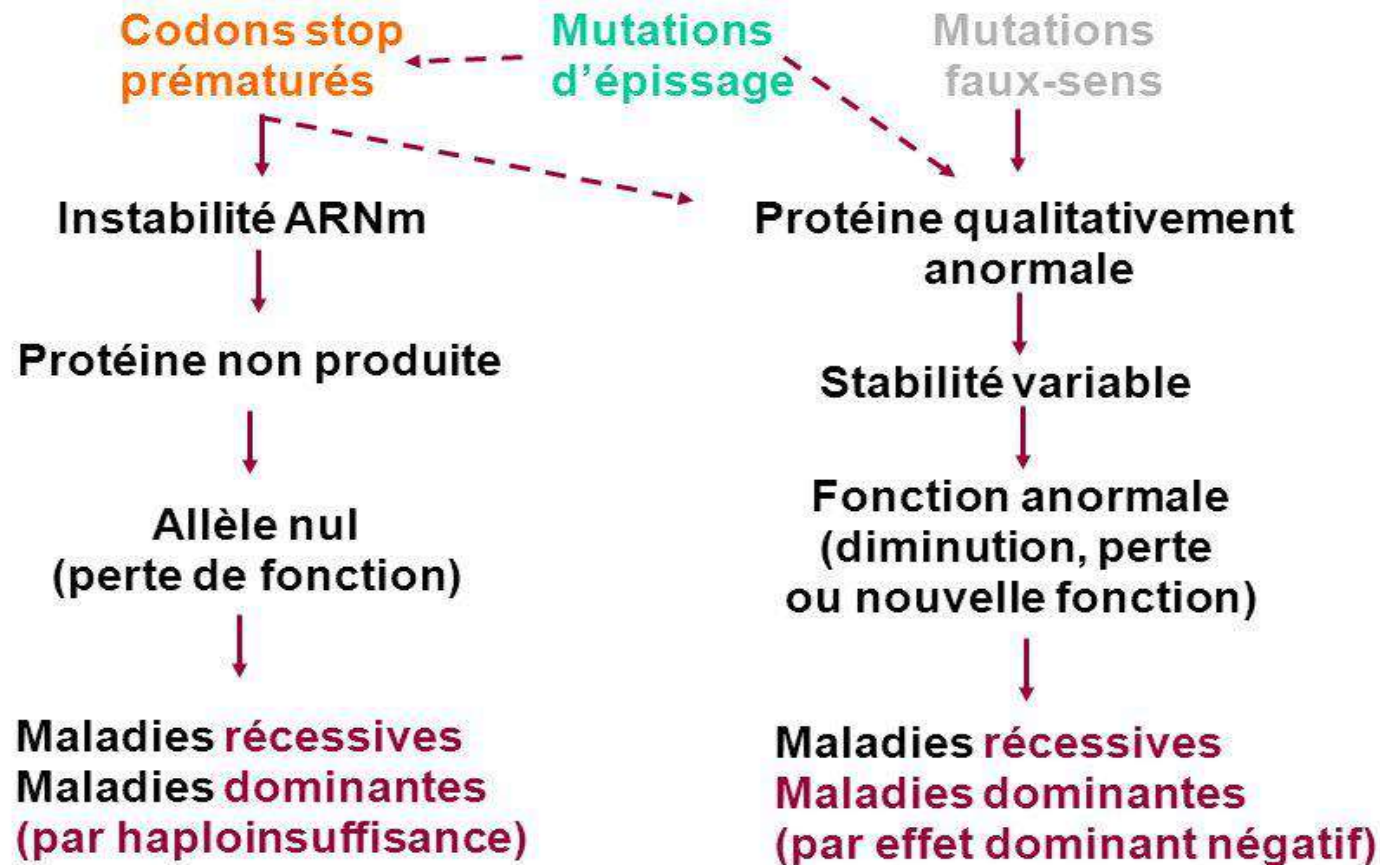 Codons stop
prématurés
Mutations
d'épissage
Mutations
faux-sens
Instabilité ARNm
Protéine non produite
Allèle nul
(perte de fonction)
Maladies récessives
Maladies dominantes
(par haploinsuffisance)
Protéine qualitativement
anormale
Stabilité variable
Fonction anormale
(diminution, perte
ou nouvelle fonction)
Maladies récessives
Maladies dominantes
(par effet dominant négatif)